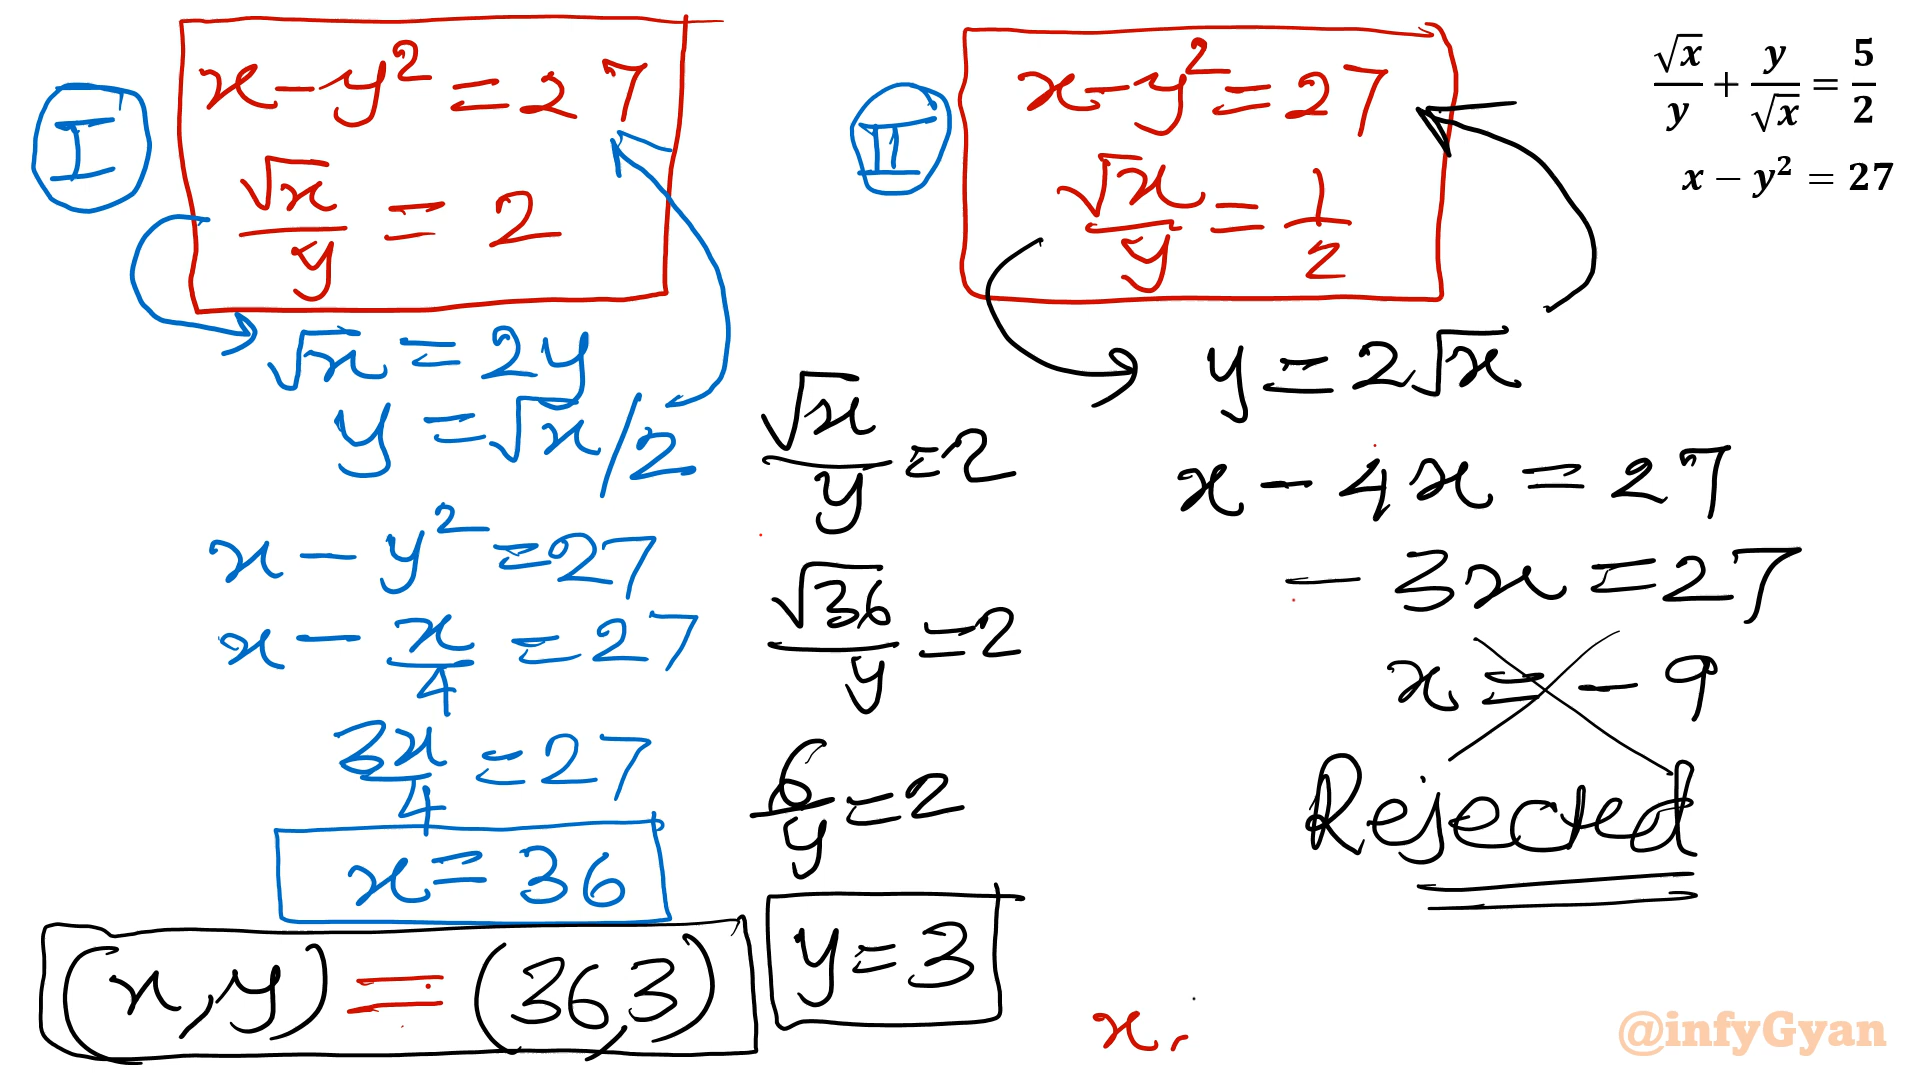 I
x - y² = 27
√x/y = 2
√x = 2y
y = √x/2
x - y² = 27
x - x/4 = 27
3x/4 = 27
x = 36
(x, y) = (36, 3)
√x/y = 2
√36/y = 2
6/y = 2
y = 3
II
x - y² = 27
√x/y = 1/2
y = 2√x
x - 4x = 27
- 3x = 27
x = - 9
Rejected
x,
√x/y + y/√x = 5/2
x − y² = 27
@infyGyan